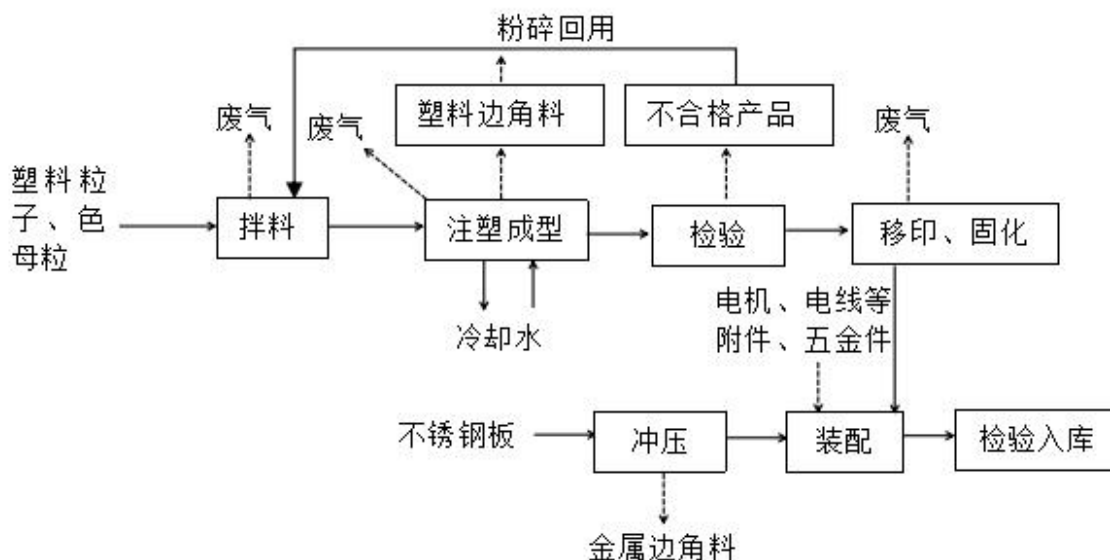 粉碎回用
塑料边角料
不合格产品
废气
废气
废气
塑料粒
子、色
母粒
拌料
注塑成型
检验
移印、固化
冷却水
电机、电线等
附件、五金件
不锈钢板
冲压
装配
检验入库
金属边角料